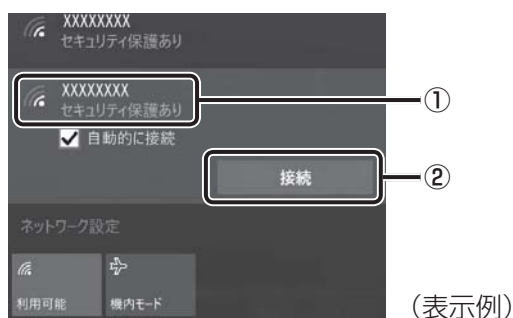 XXXXXXXX
セキュリティ保護あり
XXXXXXXX
セキュリティ保護あり
自動的に接続
接続
①
②
ネットワーク設定
利用可能
機内モード
(表示例)